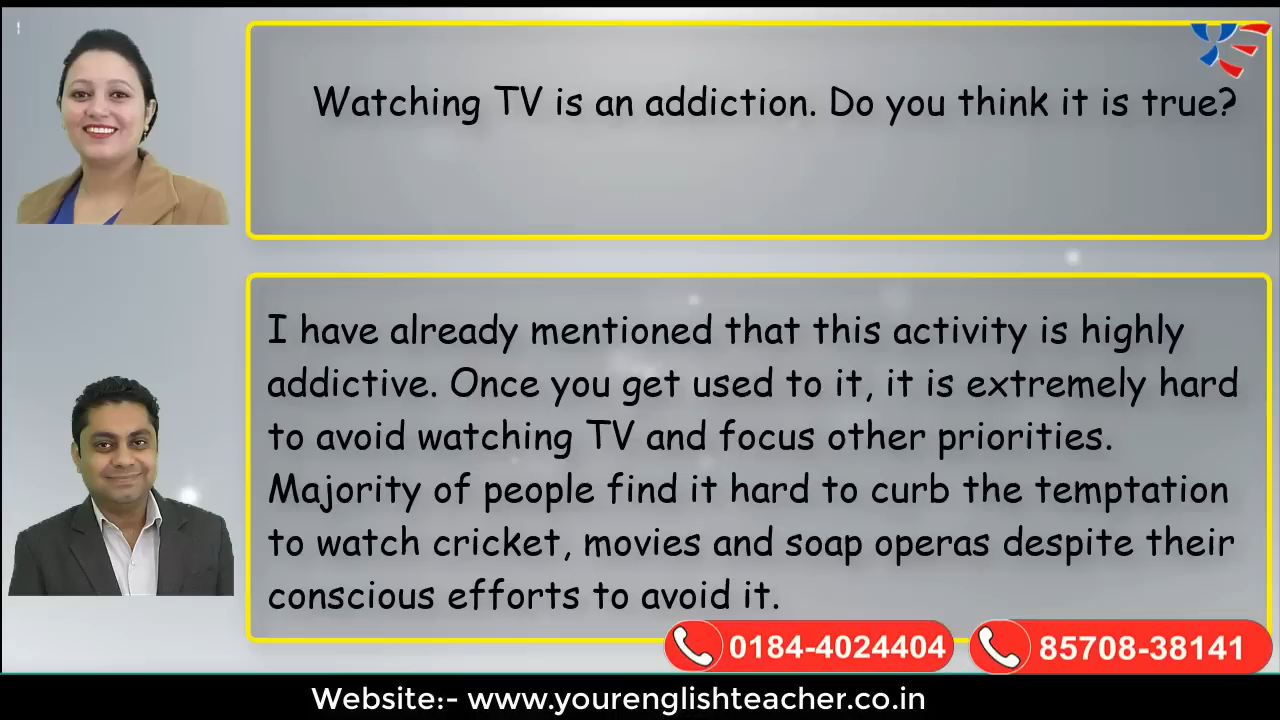 Watching TV is an addiction. Do you think it is true?
I have already mentioned that this activity is highly
addictive. Once you get used to it, it is extremely hard
to avoid watching TV and focus other priorities.
Majority of people find it hard to curb the temptation
to watch cricket, movies and soap operas despite their
conscious efforts to avoid it.
0184-4024404
85708-38141
Website:- www.yourenglishteacher.co.in